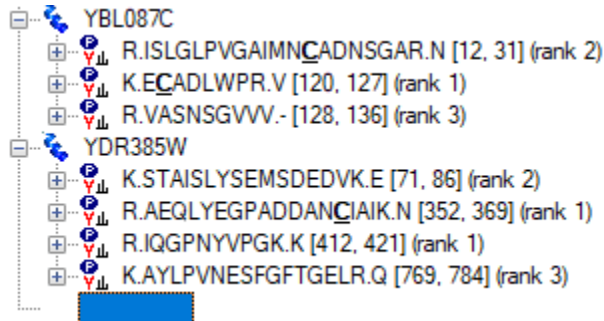 YBL087C
R.ISLGLPVGAIMNCADNSGAR.N [12, 31] (rank 2)
K.ECADLWPR.V [120, 127] (rank 1)
R.VASNSGVVV.- [128, 136] (rank 3)
YDR385W
K.STAISLYSEMSDEDVK.E [71, 86] (rank 2)
R.AEQLYEGPADDANCIAIK.N [352, 369] (rank 1)
R.IQGPNYVPGK.K [412, 421] (rank 1)
K.AYLPVNESFGFTGELR.Q [769, 784] (rank 3)